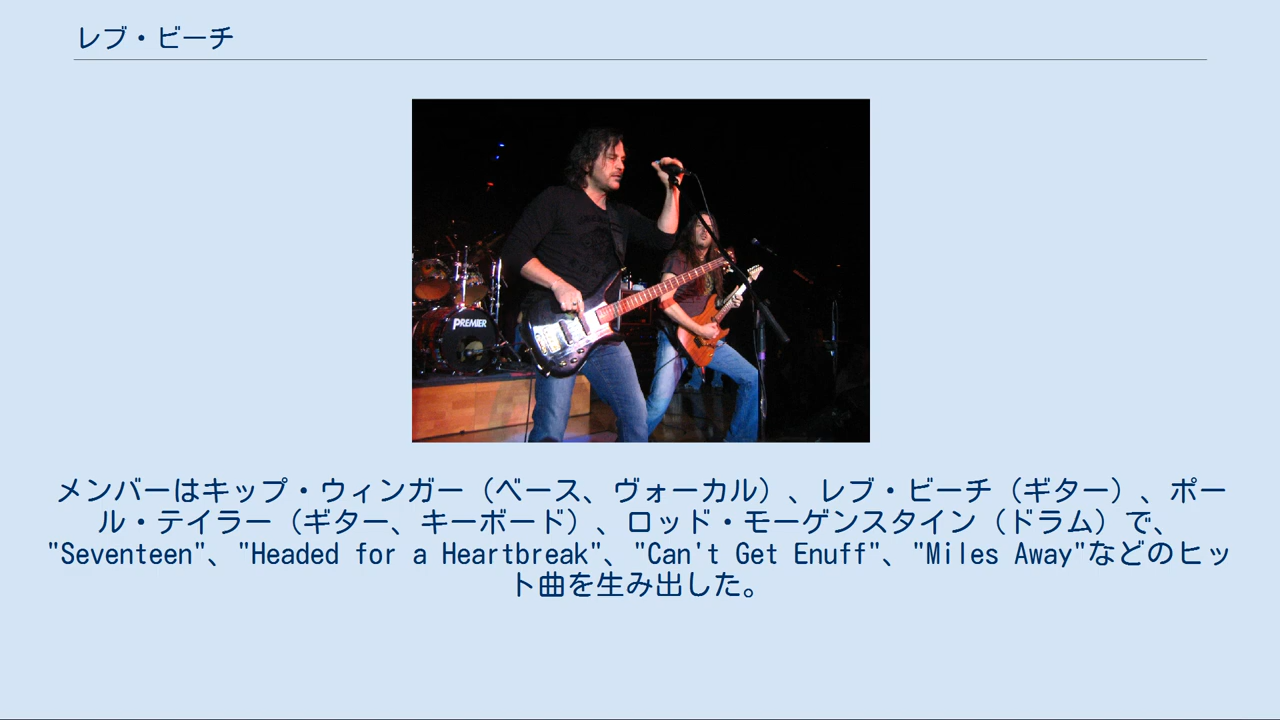 レブ・ビーチ
PREMIER
メンバーはキップ・ウィンガー（ベース、ヴォーカル）、レブ・ビーチ（ギター）、ポー
ル・テイラー（ギター、キーボード）、ロッド・モーゲンスタイン（ドラム）で、
"Seventeen"、"Headed for a Heartbreak"、"Can't Get Enuff"、"Miles Away"などのヒッ
ト曲を生み出した。